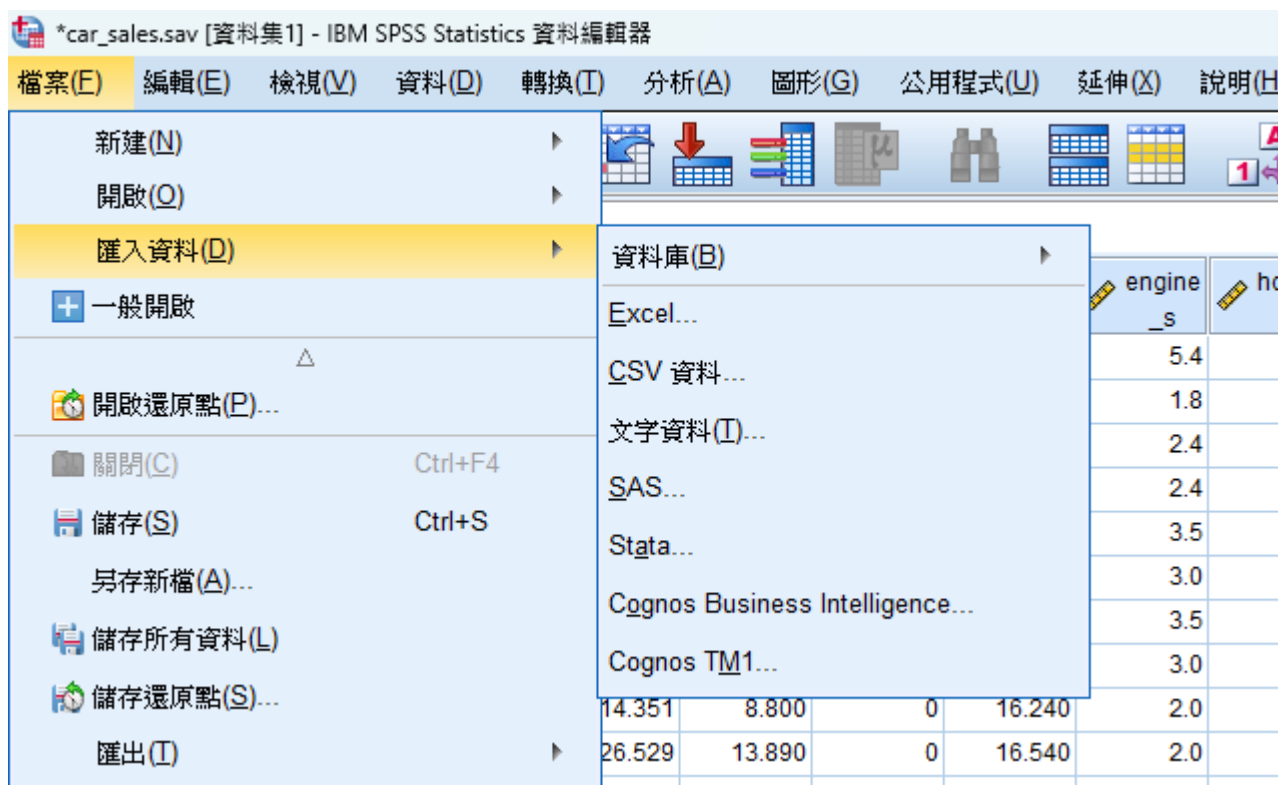 *car_sales.sav [資料集1] - IBM SPSS Statistics 資料編輯器
檔案(F) 編輯(E) 檢視(V) 資料(D) 轉換(T) 分析(A) 圖形(G) 公用程式(U) 延伸(X) 說明(H
新建(N)
開啟(O)
匯入資料(D)
一般開啟
開啟還原點(P)...
關閉(C) Ctrl+F4
儲存(S) Ctrl+S
另存新檔(A)...
儲存所有資料(L)
儲存還原點(S)...
匯出(T)
資料庫(B)
Excel...
CSV 資料...
文字資料(T)...
SAS...
Stata...
Cognos Business Intelligence...
Cognos TM1...
A
1
μ
engine_s
5.4
1.8
2.4
2.4
3.5
3.0
3.5
3.0
14.351 8.800 0 16.240 2.0
26.529 13.890 0 16.540 2.0